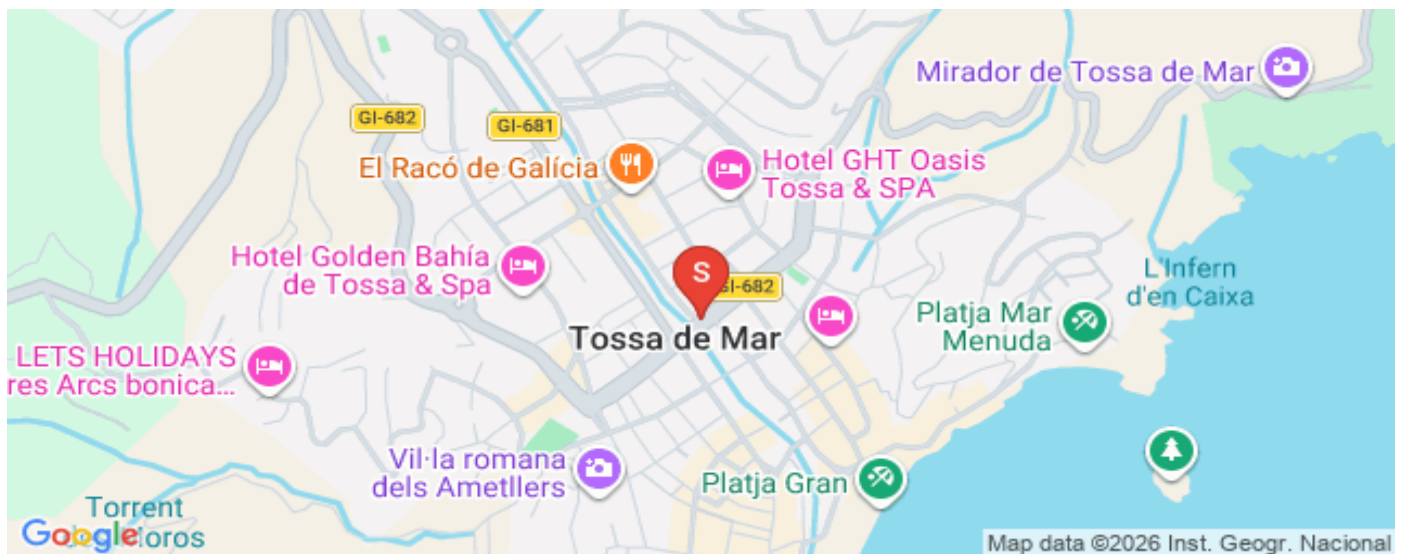 Mirador de Tossa de Mar
GI-682
GI-681
El Racó de Galícia
Hotel GHT Oasis
Tossa & SPA
Hotel Golden Bahía
de Tossa & Spa
S
GI-682
L'Infern
d'en Caixa
Platja Mar
Menuda
Tossa de Mar
LETS HOLIDAYS
res Arcs bonica...
Vil·la romana
dels Ametllers
Platja Gran
Torrent
oros
Google
Map data ©2026 Inst. Geogr. Nacional